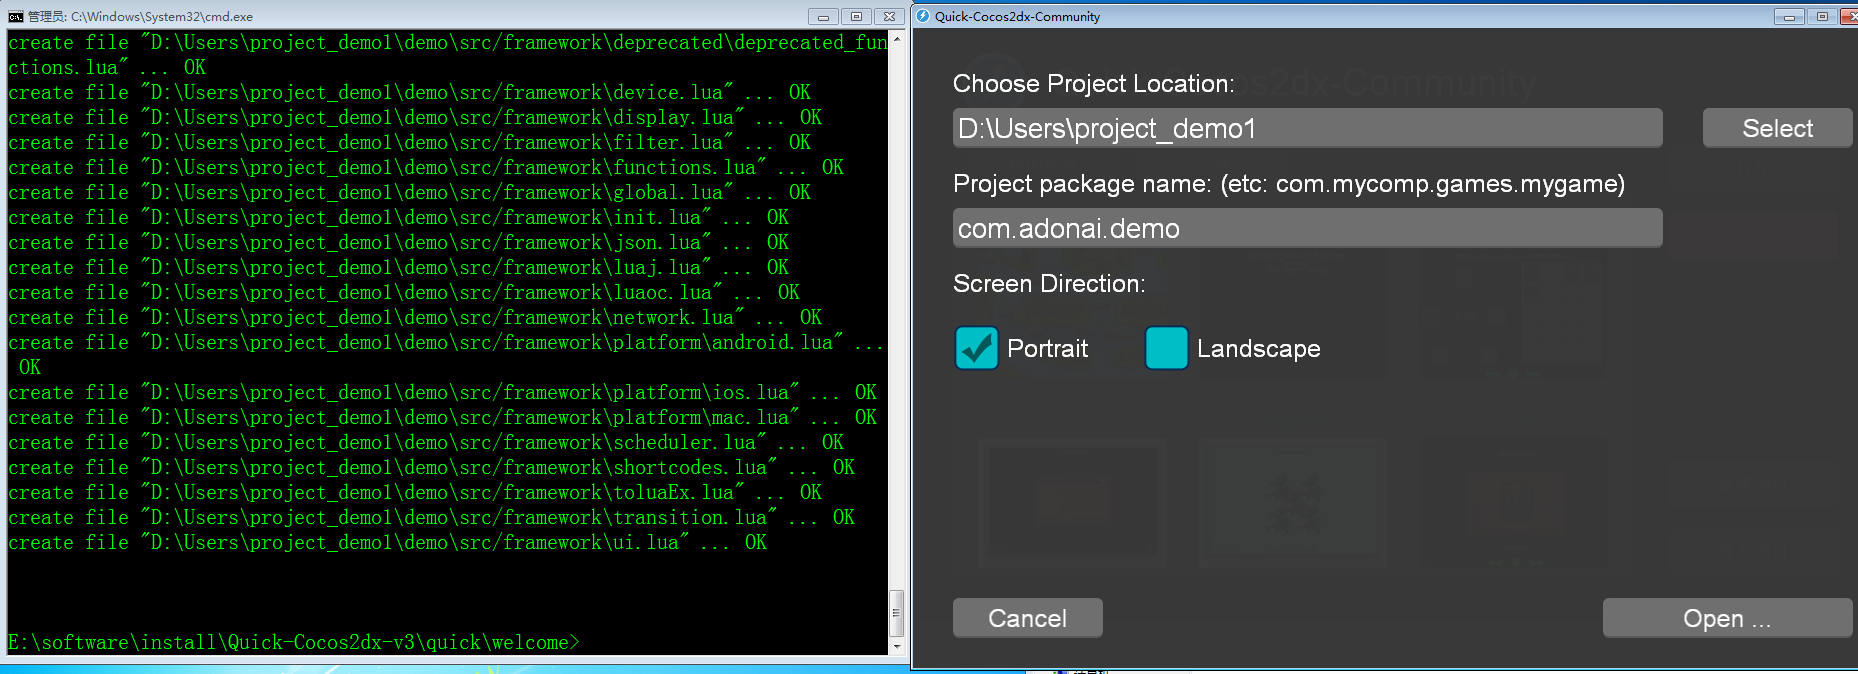 管理员: C:\Windows\System32\cmd.exe
create file "D:\Users\project_demo1\demo\src/framework\deprecated\deprecated_fun
ctions.lua" ... OK
create file "D:\Users\project_demo1\demo\src/framework\device.lua" ... OK
create file "D:\Users\project_demo1\demo\src/framework\display.lua" ... OK
create file "D:\Users\project_demo1\demo\src/framework\filter.lua" ... OK
create file "D:\Users\project_demo1\demo\src/framework\functions.lua" ... OK
create file "D:\Users\project_demo1\demo\src/framework\global.lua" ... OK
create file "D:\Users\project_demo1\demo\src/framework\init.lua" ... OK
create file "D:\Users\project_demo1\demo\src/framework\json.lua" ... OK
create file "D:\Users\project_demo1\demo\src/framework\luaj.lua" ... OK
create file "D:\Users\project_demo1\demo\src/framework\luaoc.lua" ... OK
create file "D:\Users\project_demo1\demo\src/framework\network.lua" ... OK
create file "D:\Users\project_demo1\demo\src/framework\platform\android.lua" ...
OK
create file "D:\Users\project_demo1\demo\src/framework\platform\ios.lua" ... OK
create file "D:\Users\project_demo1\demo\src/framework\platform\mac.lua" ... OK
create file "D:\Users\project_demo1\demo\src/framework\scheduler.lua" ... OK
create file "D:\Users\project_demo1\demo\src/framework\shortcodes.lua" ... OK
create file "D:\Users\project_demo1\demo\src/framework\toluaEx.lua" ... OK
create file "D:\Users\project_demo1\demo\src/framework\transition.lua" ... OK
create file "D:\Users\project_demo1\demo\src/framework\ui.lua" ... OK
E:\software\install\Quick-Cocos2dx-v3\quick\welcome>
Quick-Cocos2dx-Community
Choose Project Location:
D:\Users\project_demo1
Select
Project package name: (etc: com.mycomp.games.mygame)
com.adonai.demo
Screen Direction:
Portrait
Landscape
Cancel
Open ...